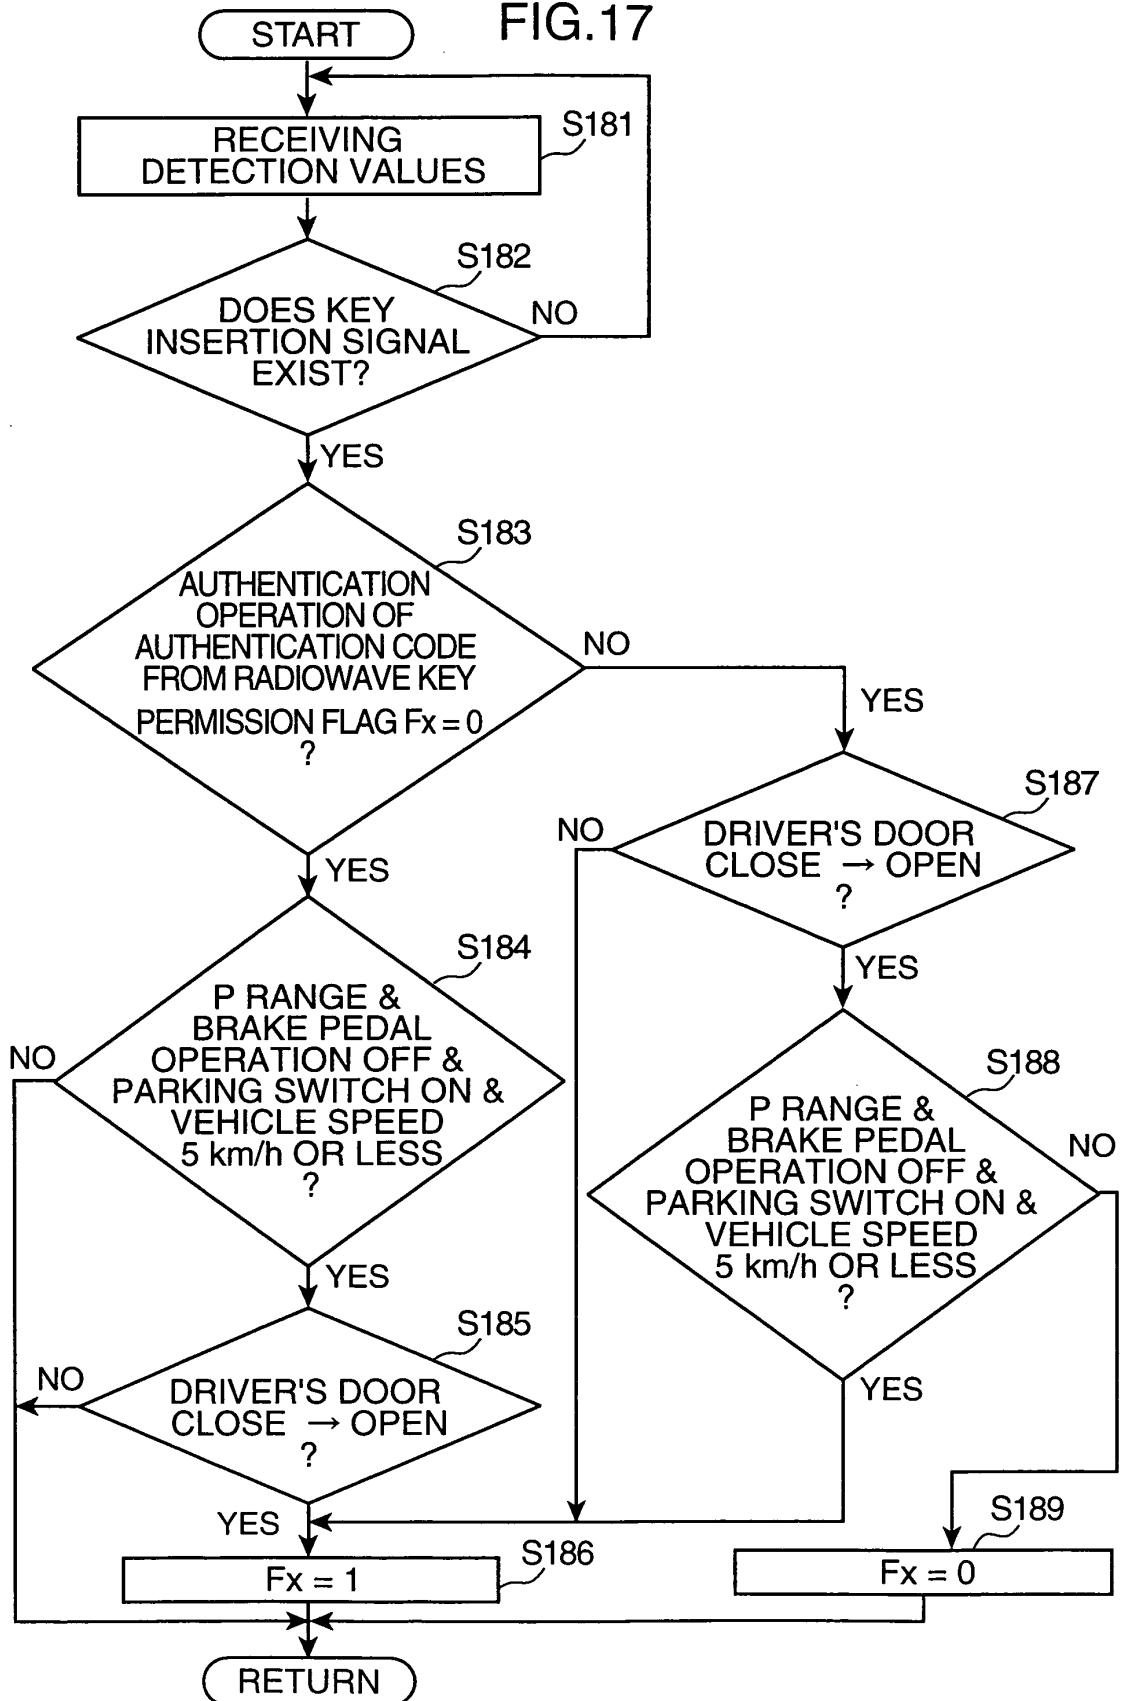 FIG.17
START
RECEIVING
DETECTION VALUES
S181
S182
DOES KEY
INSERTION SIGNAL
EXIST?
NO
YES
S183
AUTHENTICATION
OPERATION OF
AUTHENTICATION CODE
FROM RADIOWAVE KEY
PERMISSION FLAG Fx = 0
?
NO
YES
YES
S184
P RANGE &
BRAKE PEDAL
OPERATION OFF &
PARKING SWITCH ON &
VEHICLE SPEED
5 km/h OR LESS
?
NO
YES
S185
DRIVER'S DOOR
CLOSE → OPEN
?
NO
YES
S186
Fx = 1
S187
DRIVER'S DOOR
CLOSE → OPEN
?
NO
YES
S188
P RANGE &
BRAKE PEDAL
OPERATION OFF &
PARKING SWITCH ON &
VEHICLE SPEED
5 km/h OR LESS
?
NO
YES
S189
Fx = 0
RETURN